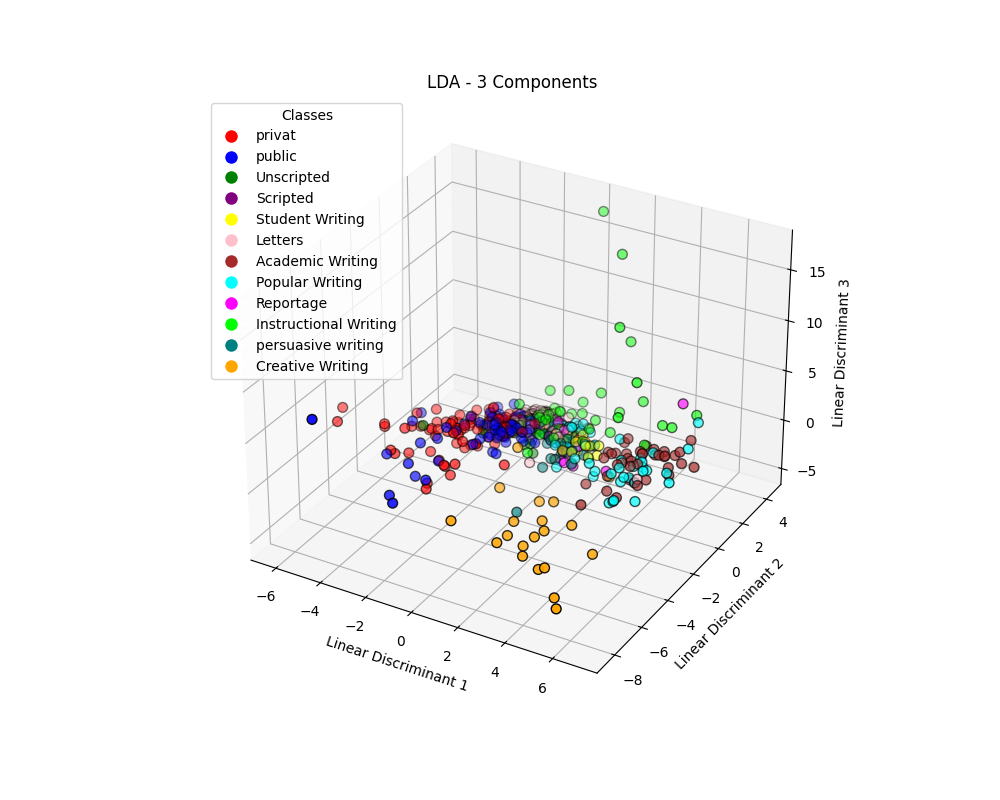 LDA - 3 Components
Classes
privat
public
Unscripted
Scripted
Student Writing
Letters
Academic Writing
Popular Writing
Reportage
Instructional Writing
persuasive writing
Creative Writing
15
10
5
0
−5
Linear Discriminant 3
4
2
0
−2
−4
−6
−8
Linear Discriminant 2
−6
−4
−2
0
2
4
6
Linear Discriminant 1